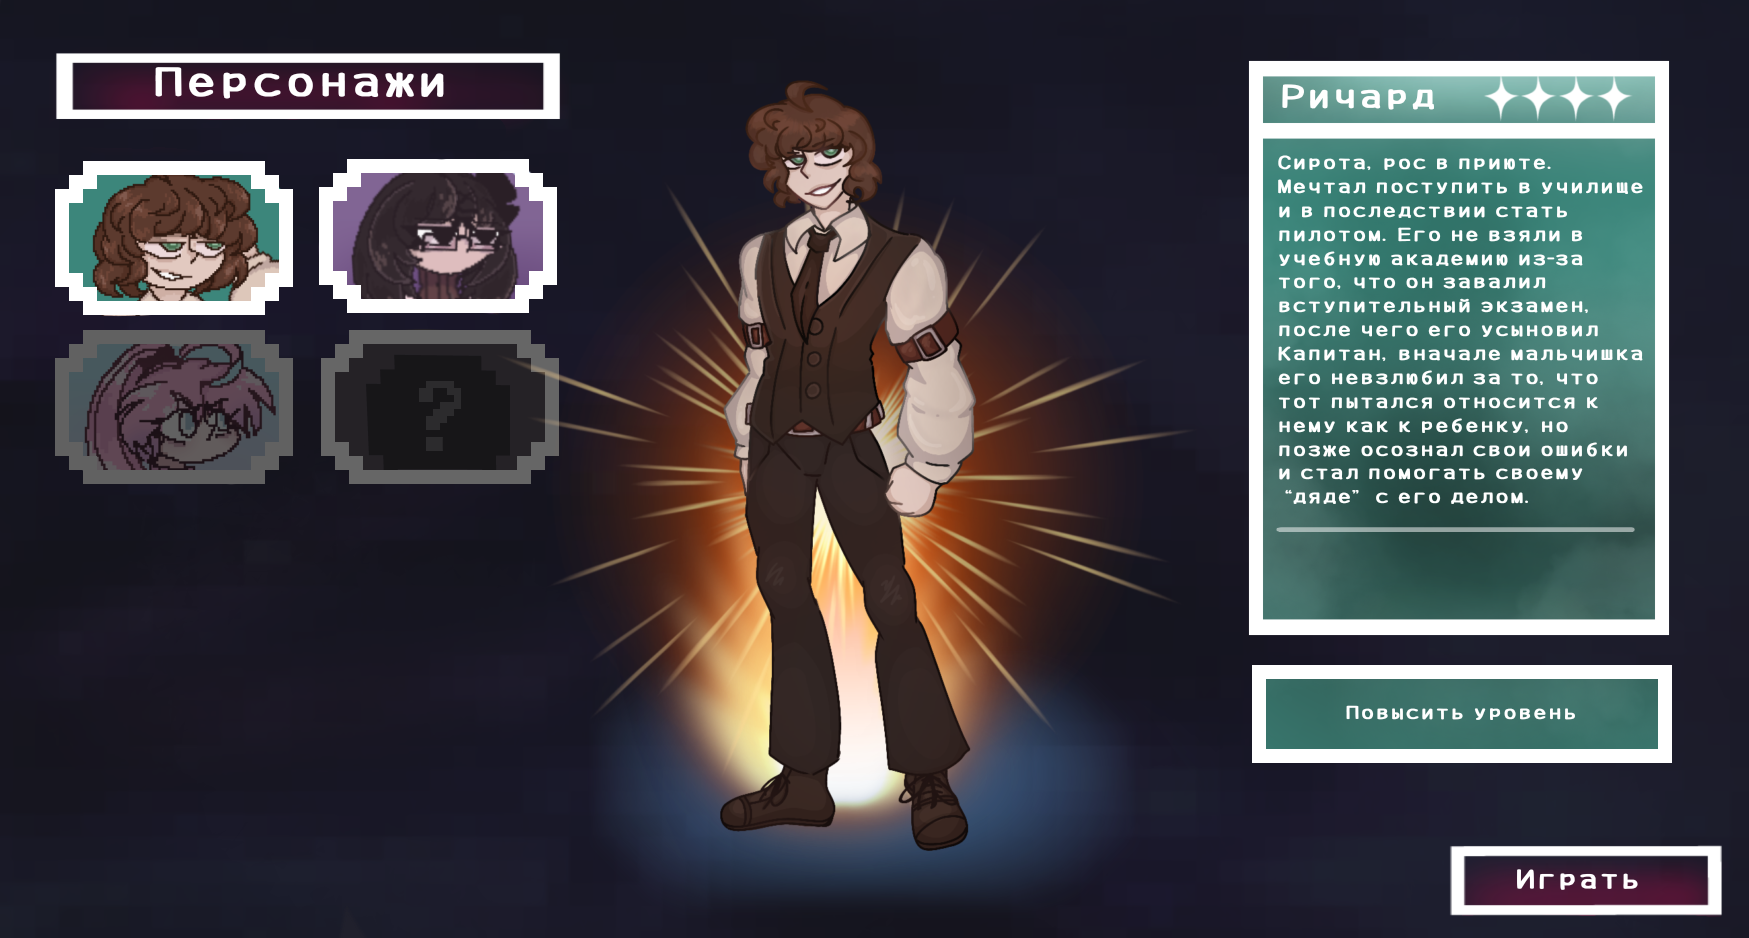 Персонажи
?
Ричард
Сирота, рос в приюте.
Мечтал поступить в училище
и в последствии стать
пилотом. Его не взяли в
учебную академию из-за
того, что он завалил
вступительный экзамен,
после чего его усыновил
Капитан, вначале мальчишка
его невзлюбил за то, что
тот пытался относится к
нему как к ребенку, но
позже осознал свои ошибки
и стал помогать своему
“дяде” с его делом.
Повысить уровень
Играть